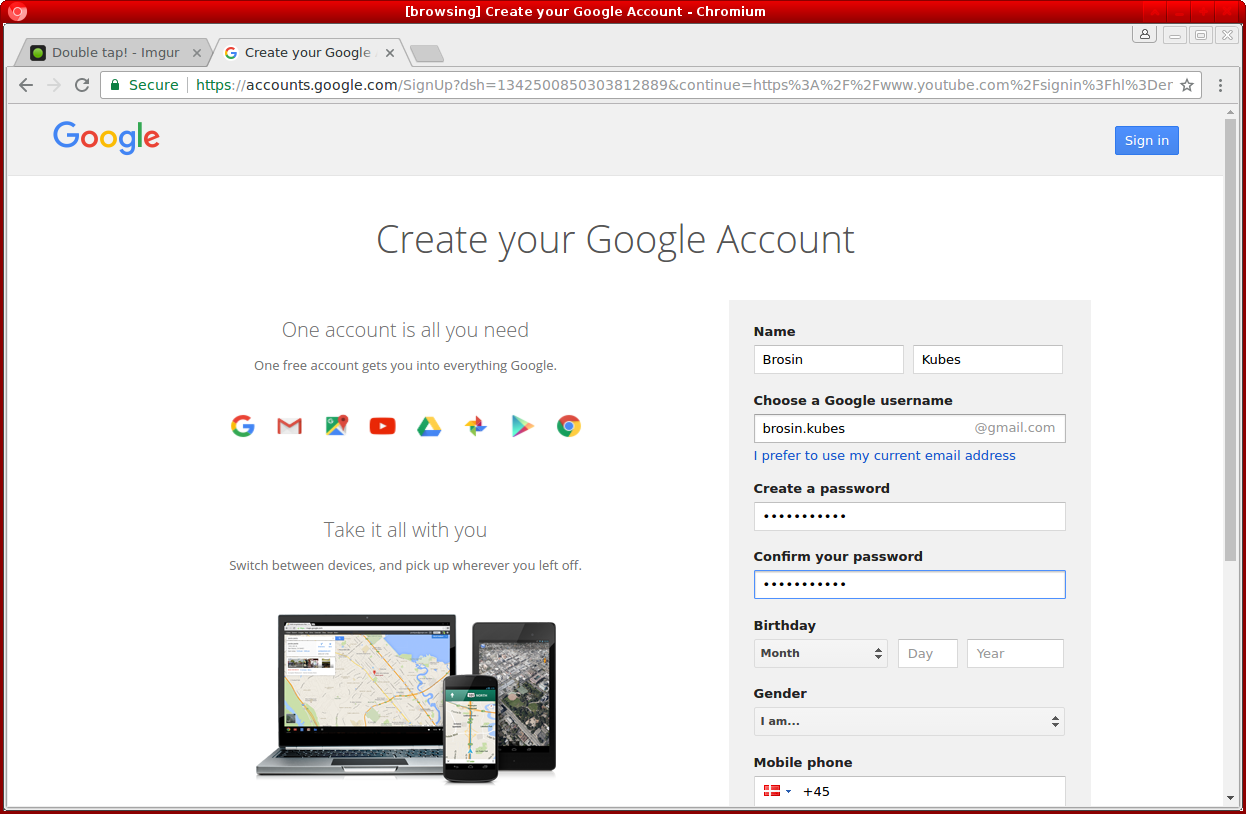 [browsing] Create your Google Account - Chromium
Double tap! - Imgur
Create your Google
Secure
https://accounts.google.com/SignUp?dsh=1342500850303812889&continue=https%3A%2F%2Fwww.youtube.com%2Fsignin%3Fhl%3Der
Google
Sign in
Create your Google Account
One account is all you need
One free account gets you into everything Google.
Take it all with you
Switch between devices, and pick up wherever you left off.
Name
Brosin Kubes
Choose a Google username
brosin.kubes @gmail.com
I prefer to use my current email address
Create a password
•••••••••••
Confirm your password
•••••••••••
Birthday
Month Day Year
Gender
I am...
Mobile phone
+45